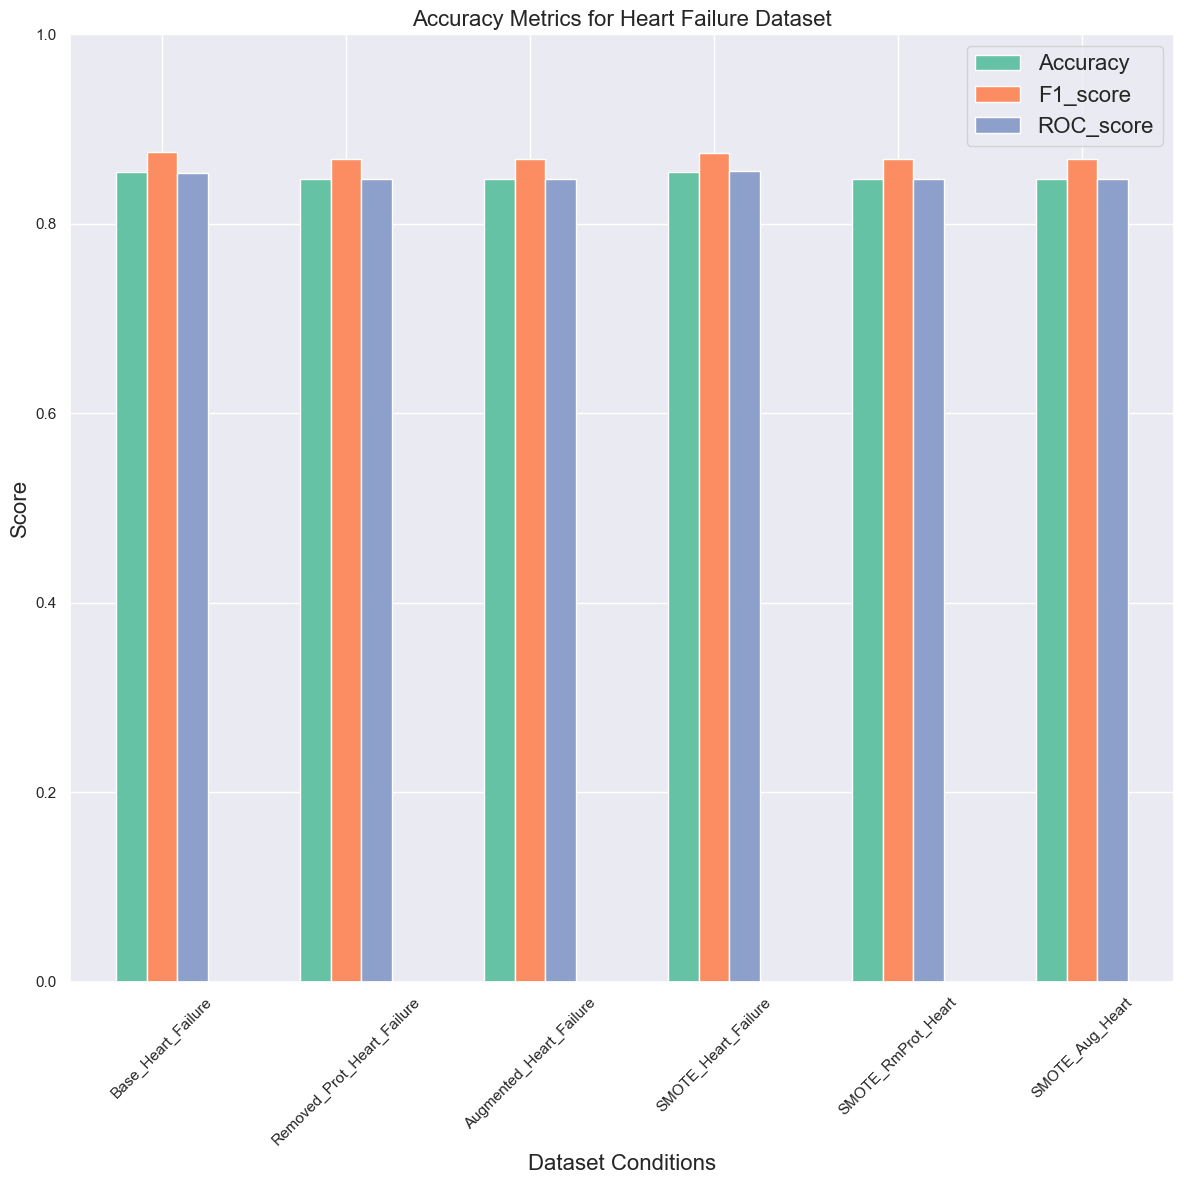 Accuracy Metrics for Heart Failure Dataset
1.0
0.8
0.6
0.4
0.2
0.0
Score
Accuracy
F1_score
ROC_score
Base_Heart_Failure
Removed_Prot_Heart_Failure
Augmented_Heart_Failure
SMOTE_Heart_Failure
SMOTE_RmProt_Heart
SMOTE_Aug_Heart
Dataset Conditions